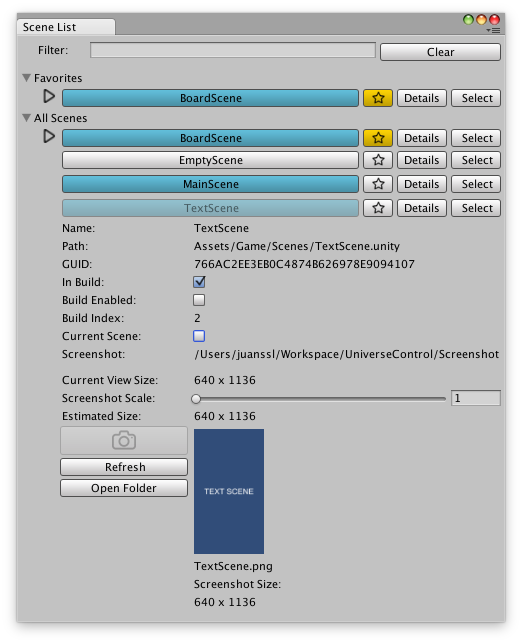 Scene List
Filter: Clear
Favorites
BoardScene Details Select
All Scenes
BoardScene Details Select
EmptyScene Details Select
MainScene Details Select
TextScene Details Select
Name: TextScene
Path: Assets/Game/Scenes/TextScene.unity
GUID: 766AC2EE3EB0C4874B626978E9094107
In Build:
Build Enabled:
Build Index: 2
Current Scene:
Screenshot: /Users/juanssl/Workspace/UniverseControl/Screenshot
Current View Size: 640 x 1136
Screenshot Scale: 1
Estimated Size: 640 x 1136
Refresh
Open Folder
TEXT SCENE
TextScene.png
Screenshot Size:
640 x 1136